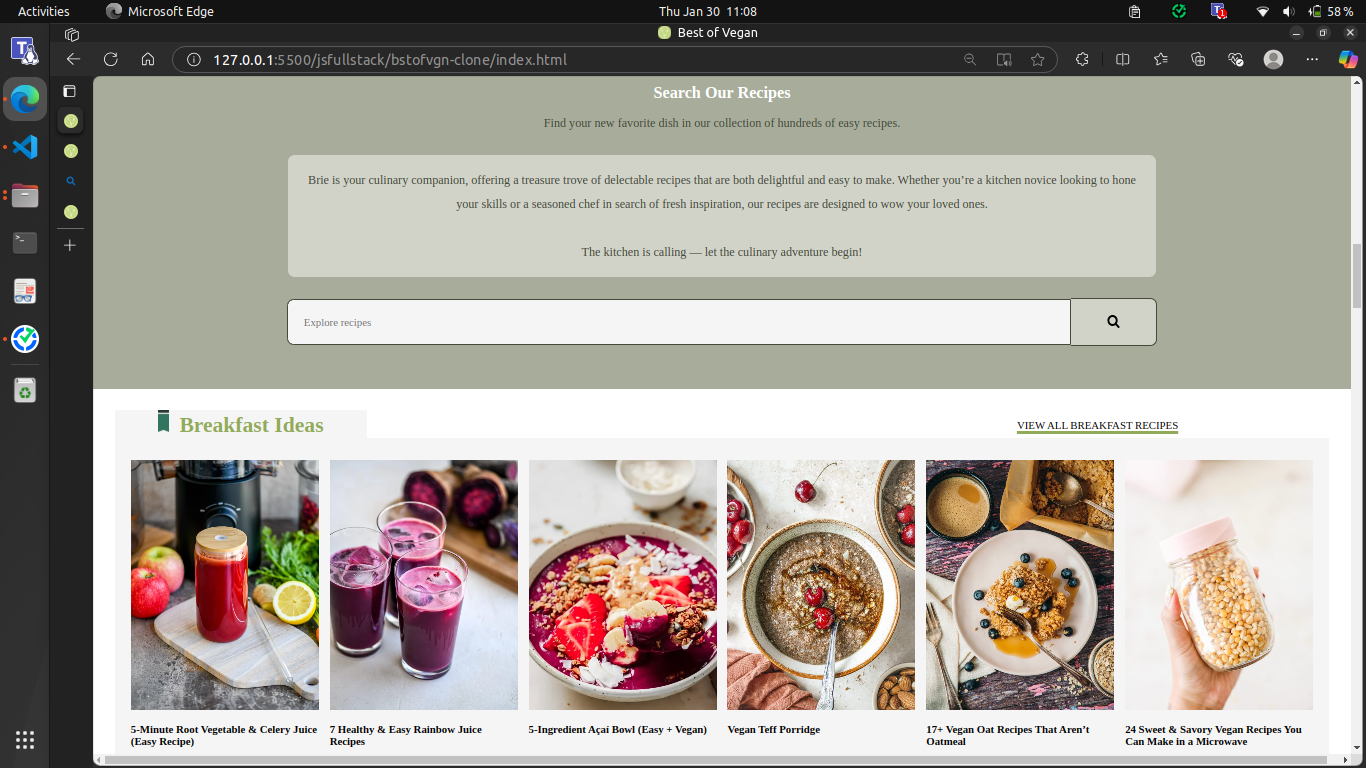 Activities
Microsoft Edge
Thu Jan 30 11:08
1
58 %
Best of Vegan
127.0.0.1:5500/jsfullstack/bstofvgn-clone/index.html
Search Our Recipes
Find your new favorite dish in our collection of hundreds of easy recipes.
Brie is your culinary companion, offering a treasure trove of delectable recipes that are both delightful and easy to make. Whether you’re a kitchen novice looking to hone
your skills or a seasoned chef in search of fresh inspiration, our recipes are designed to wow your loved ones.
The kitchen is calling — let the culinary adventure begin!
Explore recipes
Breakfast Ideas
VIEW ALL BREAKFAST RECIPES
5-Minute Root Vegetable & Celery Juice
(Easy Recipe)
7 Healthy & Easy Rainbow Juice
Recipes
5-Ingredient Açaí Bowl (Easy + Vegan)
Vegan Teff Porridge
17+ Vegan Oat Recipes That Aren’t
Oatmeal
24 Sweet & Savory Vegan Recipes You
Can Make in a Microwave